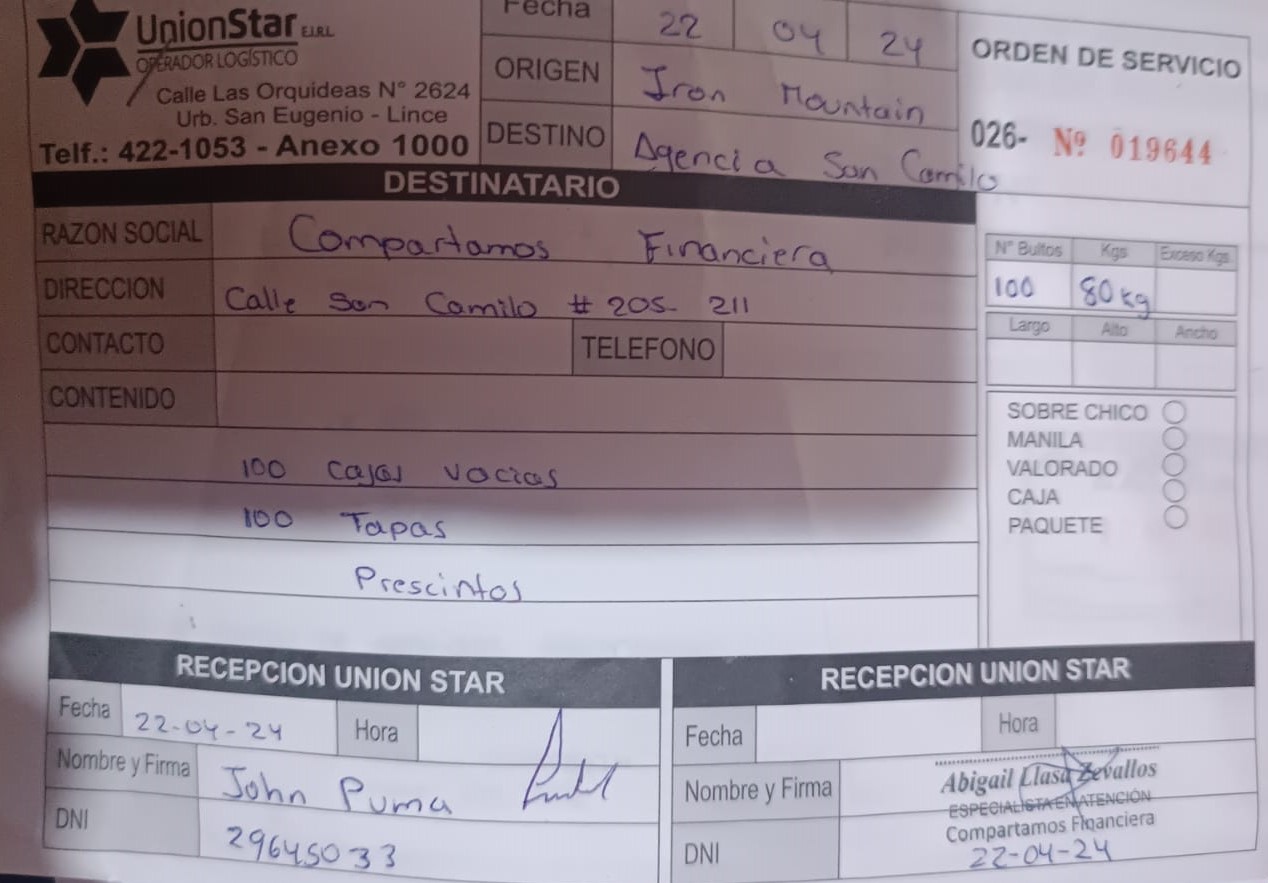 UnionStar E.I.R.L.
OPERADOR LOGÍSTICO
Calle Las Orquideas N° 2624
Urb. San Eugenio - Lince
Telf.: 422-1053 - Anexo 1000
Fecha 22 04 24
ORIGEN Iron Mountain
DESTINO Agencia San Camilo
ORDEN DE SERVICIO
026- Nº 019644
DESTINATARIO
RAZON SOCIAL Compartamos Financiera
DIRECCION Calle San Camilo # 205- 211
CONTACTO TELEFONO
CONTENIDO
100 Cajas vacias
100 Tapas
Prescintos
N° Bultos Kgs Exceso Kgs.
100 80 kg
Largo Alto Ancho
SOBRE CHICO
MANILA
VALORADO
CAJA
PAQUETE
RECEPCION UNION STAR
Fecha 22-04-24 Hora
Nombre y Firma John Puma
DNI 29645033
RECEPCION UNION STAR
Fecha Hora
Nombre y Firma Abigail Llasa Zevallos
ESPECIALISTA EN ATENCIÓN
Compartamos Financiera
DNI 22-04-24